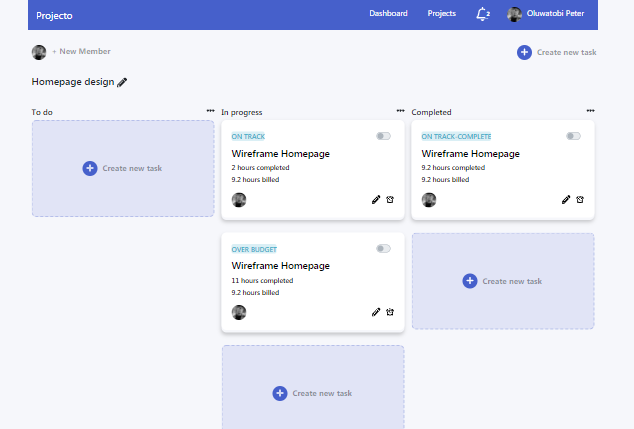 Projecto
Dashboard
Projects
2
Oluwatobi Peter
+ New Member
Create new task
Homepage design
To do
Create new task
In progress
ON TRACK
Wireframe Homepage
2 hours completed
9.2 hours billed
OVER BUDGET
Wireframe Homepage
11 hours completed
9.2 hours billed
Create new task
Completed
ON TRACK-COMPLETE
Wireframe Homepage
9.2 hours completed
9.2 hours billed
Create new task